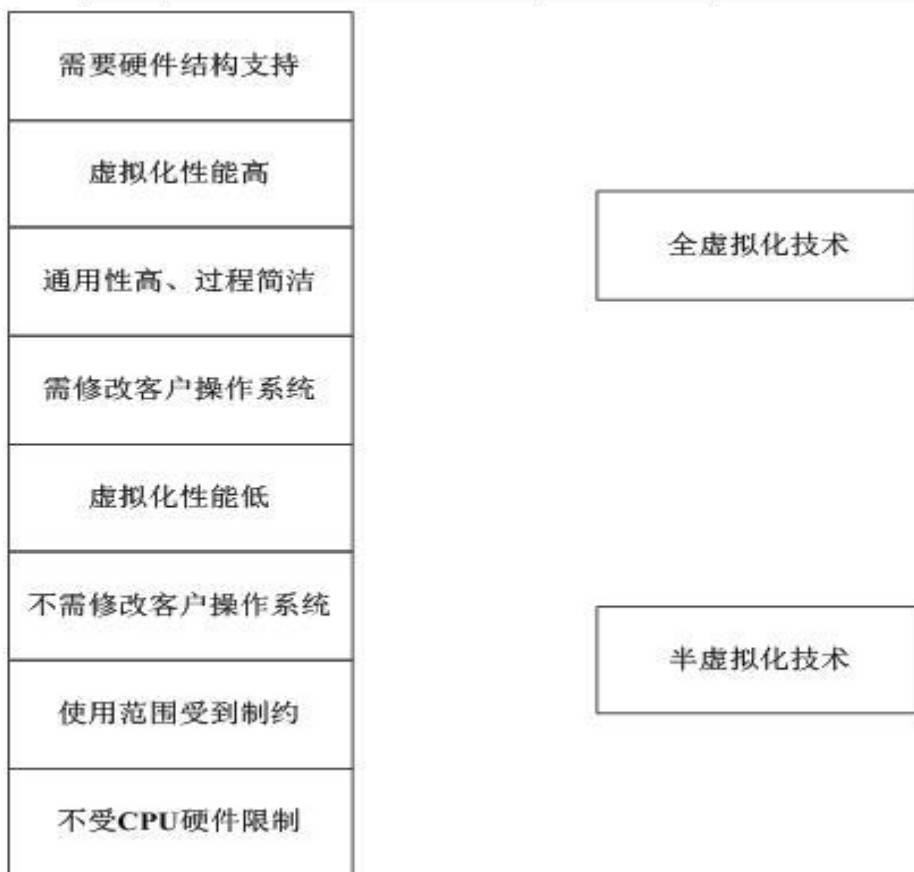 需要硬件结构支持
虚拟化性能高
全虚拟化技术
通用性高、过程简洁
需修改客户操作系统
虚拟化性能低
不需修改客户操作系统
半虚拟化技术
使用范围受到制约
不受CPU硬件限制